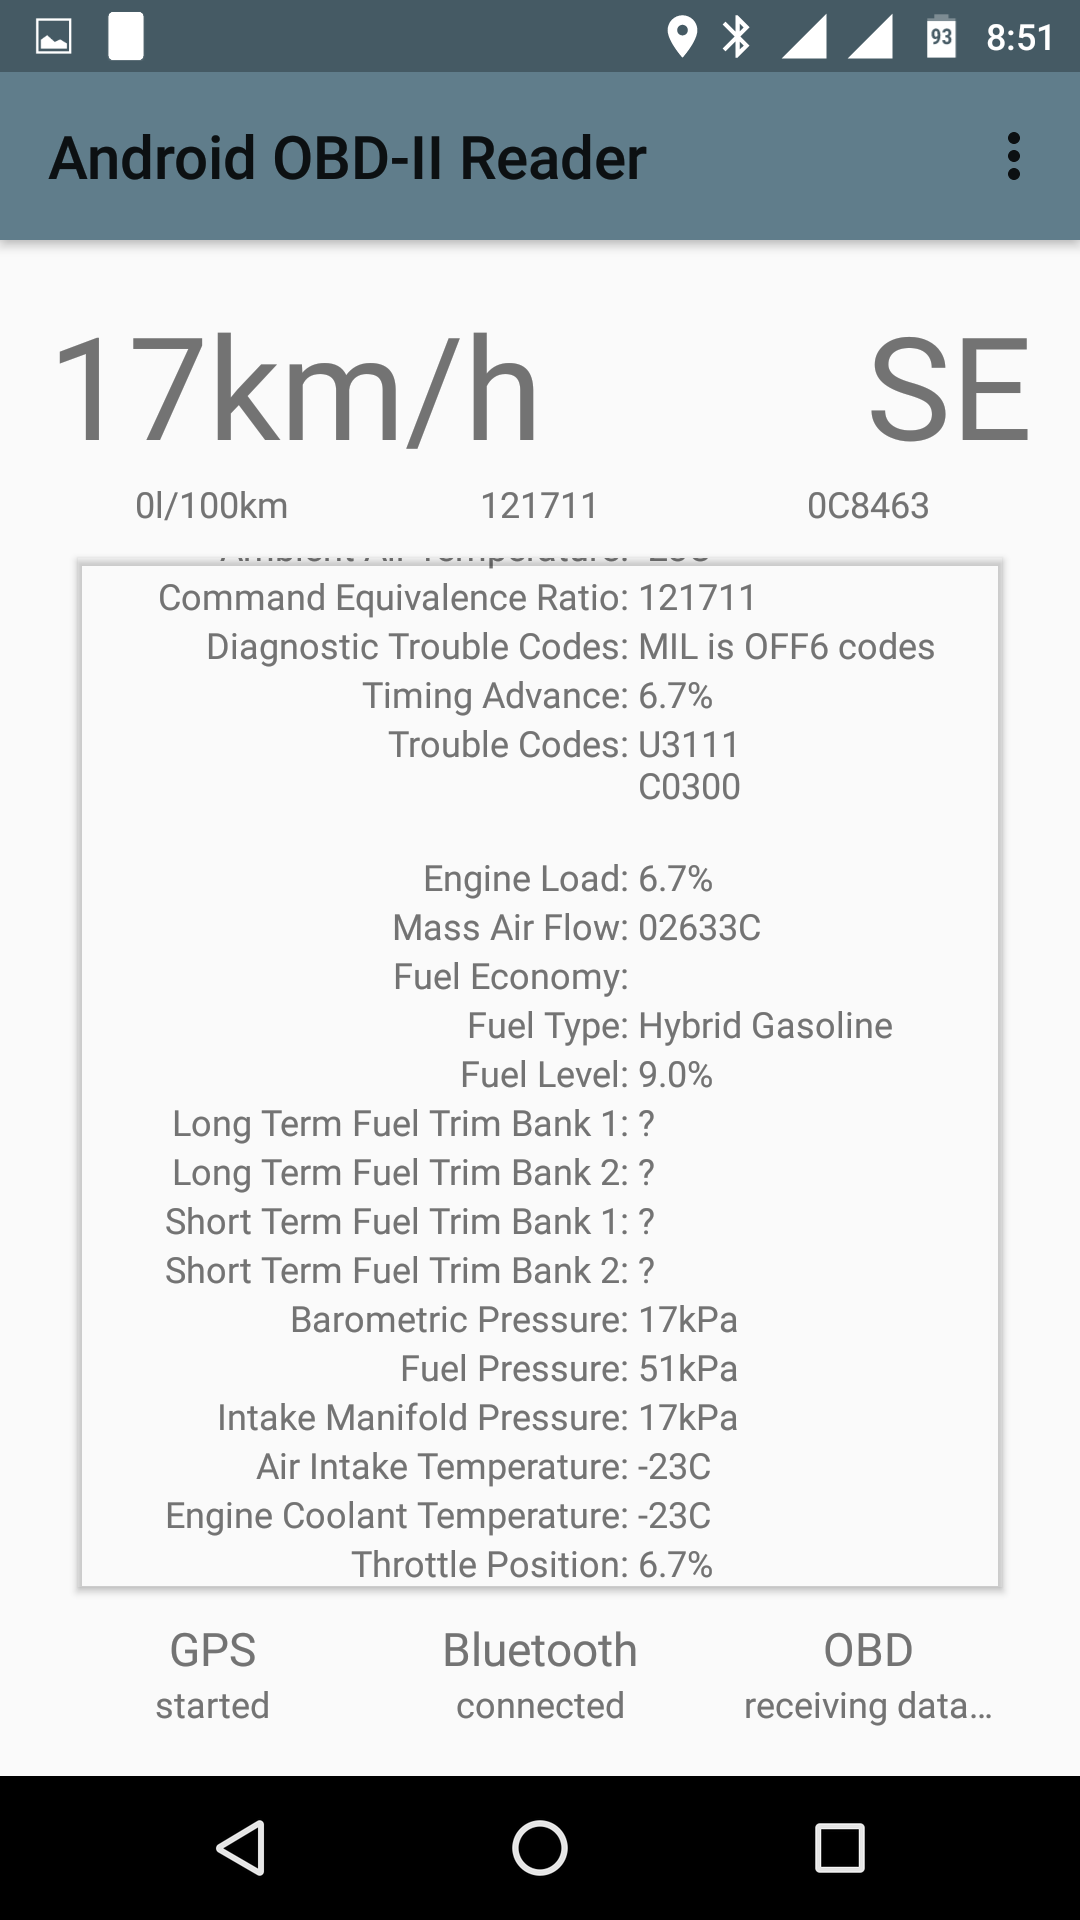 93 8:51
Android OBD-II Reader
17km/h SE
0l/100km 121711 0C8463
Command Equivalence Ratio: 121711
Diagnostic Trouble Codes: MIL is OFF6 codes
Timing Advance: 6.7%
Trouble Codes: U3111
C0300
Engine Load: 6.7%
Mass Air Flow: 02633C
Fuel Economy:
Fuel Type: Hybrid Gasoline
Fuel Level: 9.0%
Long Term Fuel Trim Bank 1: ?
Long Term Fuel Trim Bank 2: ?
Short Term Fuel Trim Bank 1: ?
Short Term Fuel Trim Bank 2: ?
Barometric Pressure: 17kPa
Fuel Pressure: 51kPa
Intake Manifold Pressure: 17kPa
Air Intake Temperature: -23C
Engine Coolant Temperature: -23C
Throttle Position: 6.7%
GPS Bluetooth OBD
started connected receiving data...